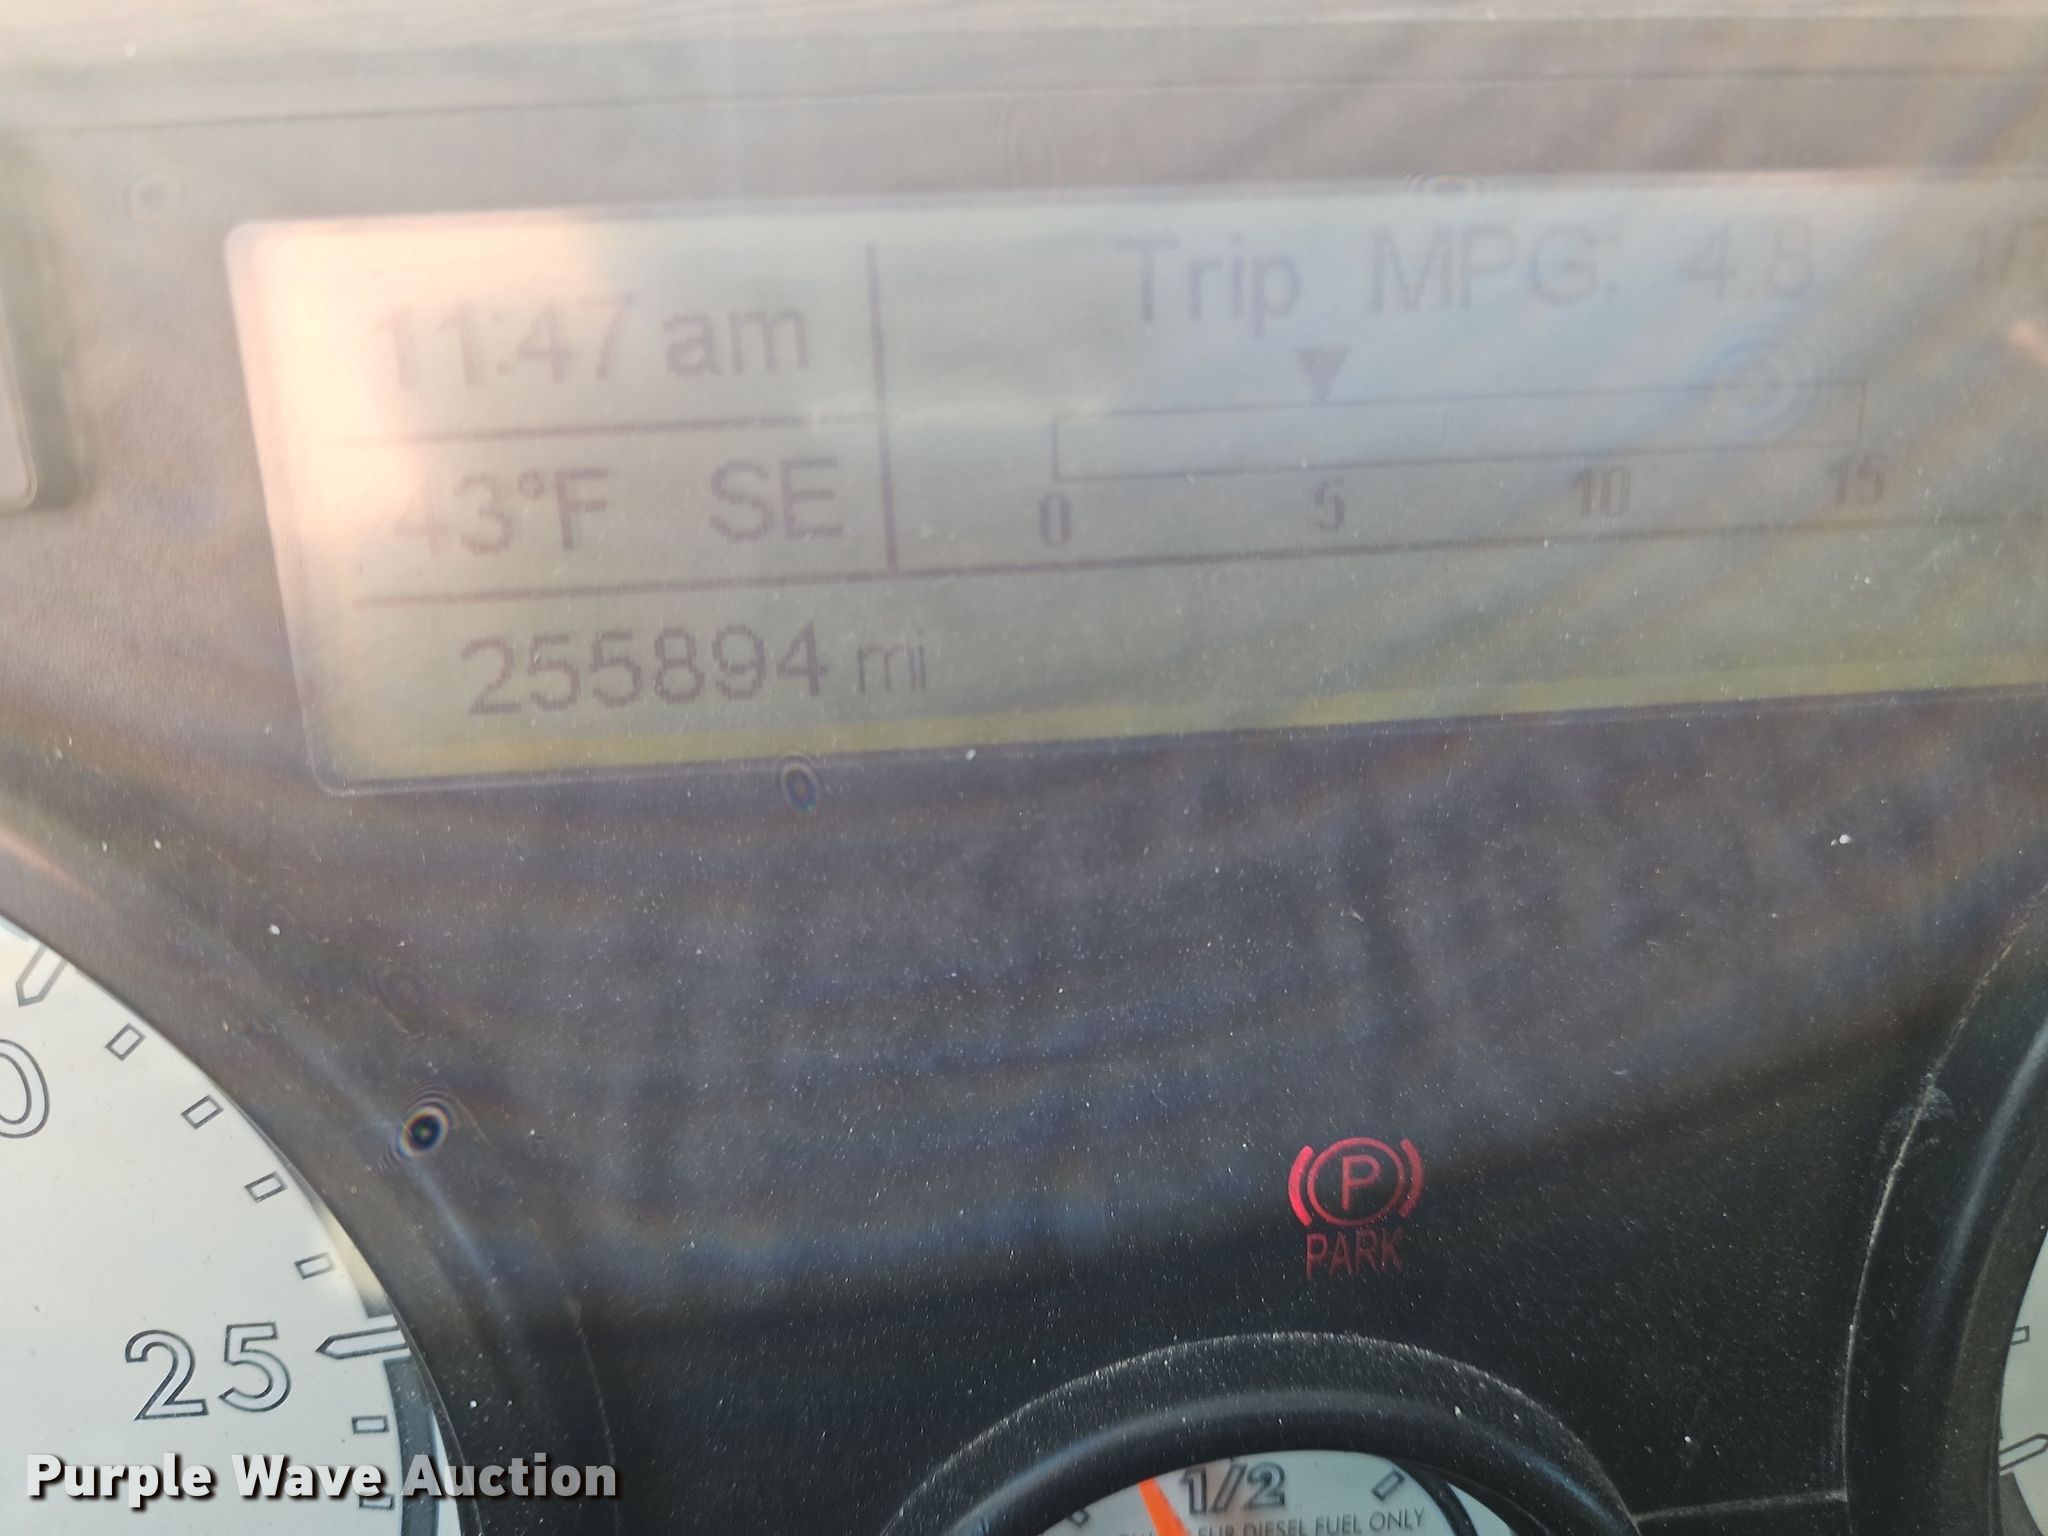 11:47 am
Trip MPG: 4.8
43°F SE
0 5 10 15
255894 mi
25
P
PARK
1/2
DIESEL FUEL ONLY
Purple Wave Auction